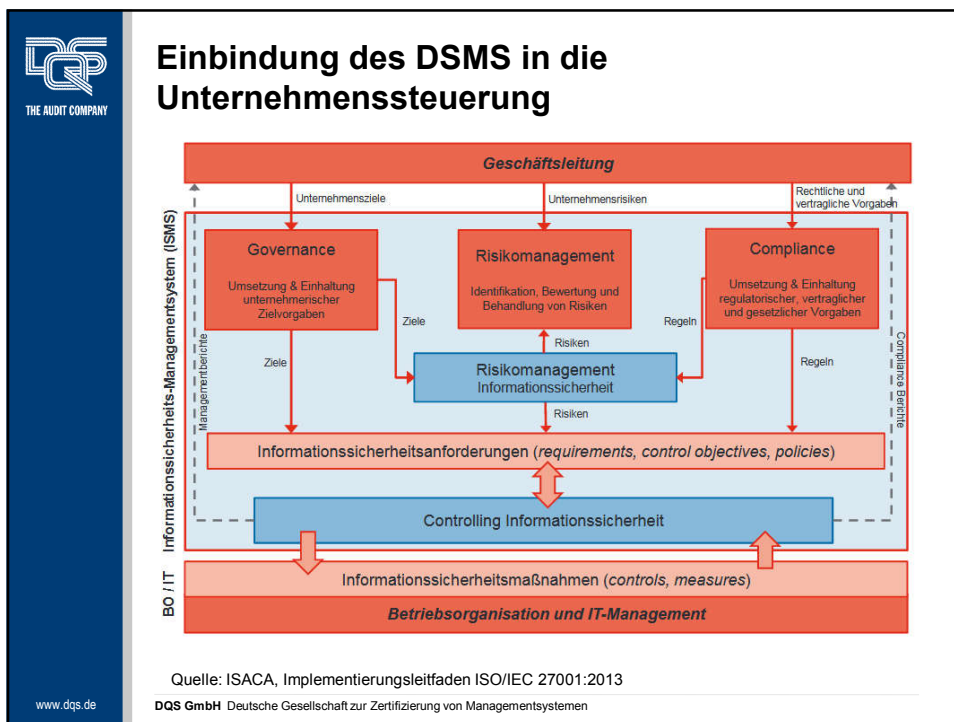 DQS
THE AUDIT COMPANY
Einbindung des DSMS in die
Unternehmenssteuerung
Geschäftsleitung
Unternehmensziele
Unternehmensrisiken
Rechtliche und
vertragliche Vorgaben
Informationssicherheits-Managementsystem (ISMS)
Managementberichte
Governance
Umsetzung & Einhaltung
unternehmerischer
Zielvorgaben
Risikomanagement
Identifikation, Bewertung und
Behandlung von Risiken
Compliance
Umsetzung & Einhaltung
regulatorischer, vertraglicher
und gesetzlicher Vorgaben
Compliance Berichte
Ziele
Ziele
Risiken
Regeln
Regeln
Risikomanagement
Informationssicherheit
Risiken
Informationssicherheitsanforderungen (requirements, control objectives, policies)
Controlling Informationssicherheit
BO / IT
Informationssicherheitsmaßnahmen (controls, measures)
Betriebsorganisation und IT-Management
Quelle: ISACA, Implementierungsleitfaden ISO/IEC 27001:2013
www.dqs.de
DQS GmbH Deutsche Gesellschaft zur Zertifizierung von Managementsystemen